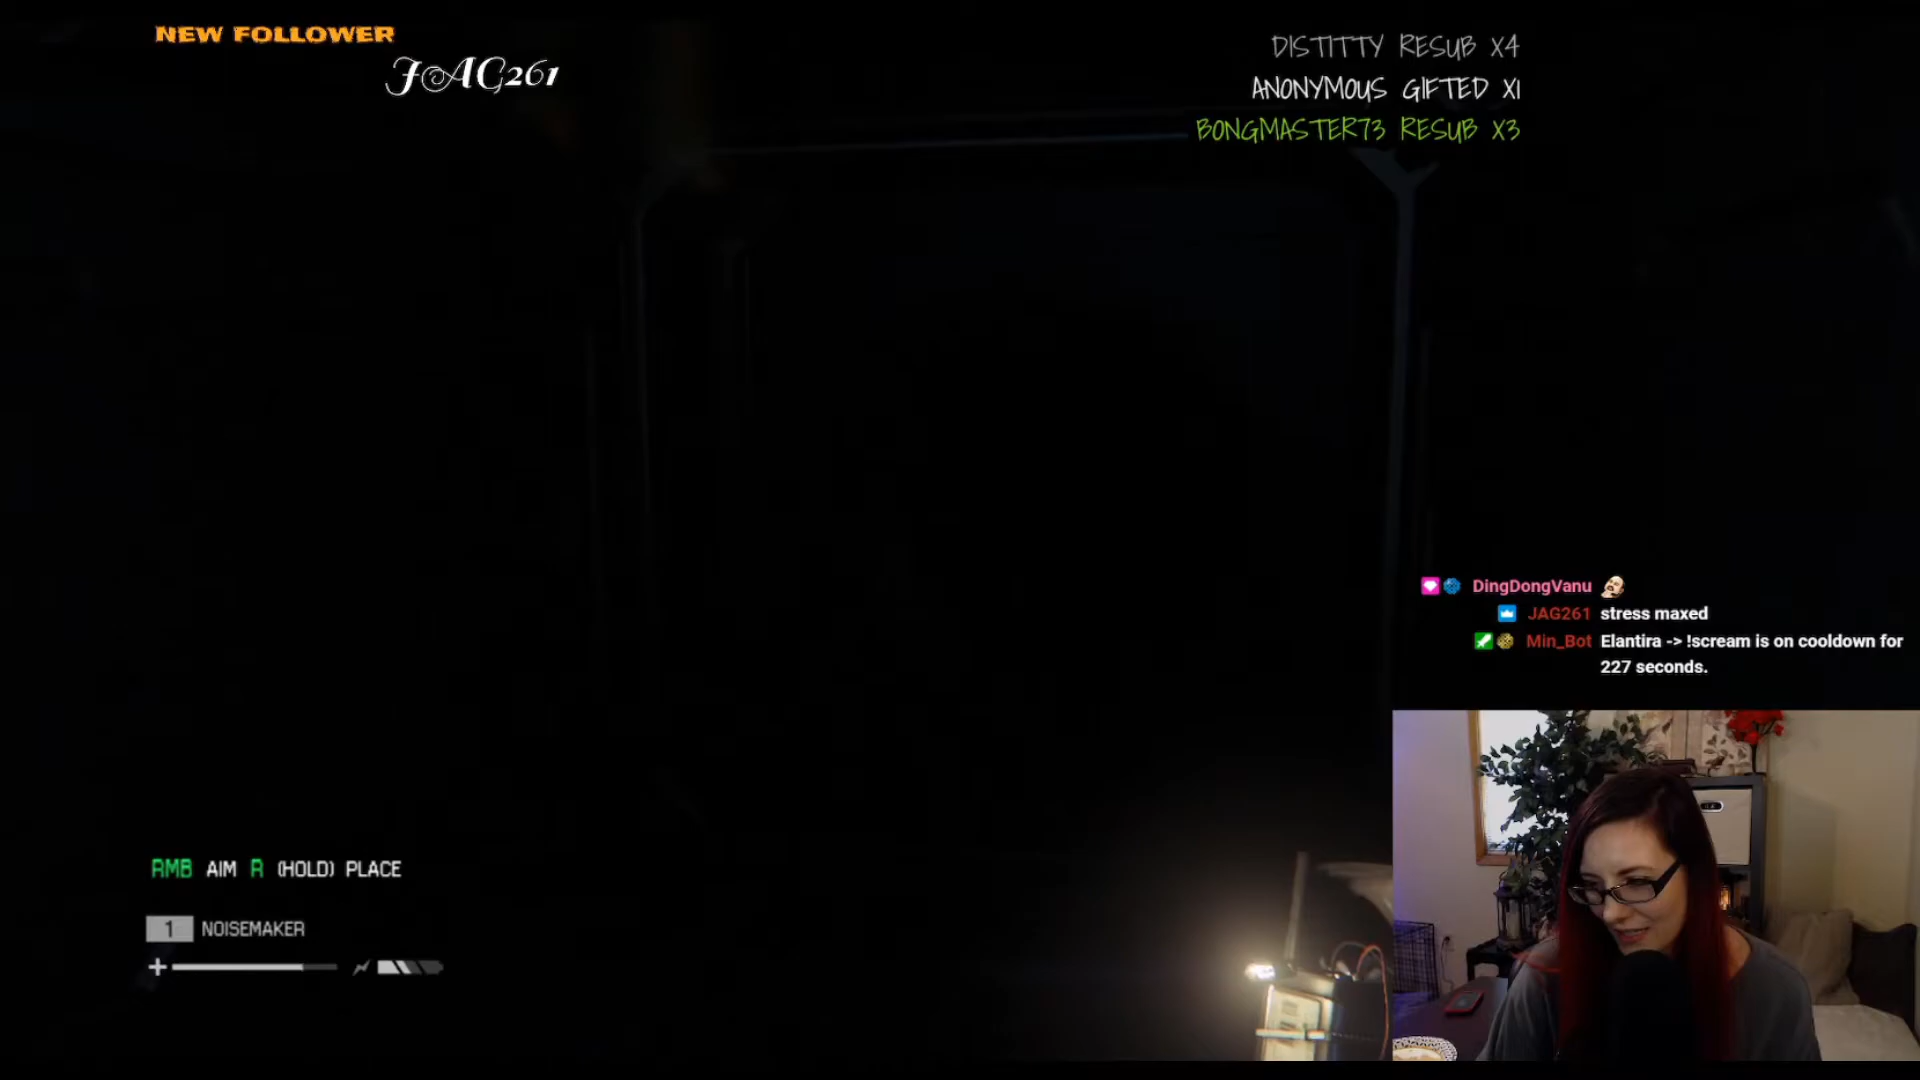 NEW FOLLOWER
JAG261
DISTITTY RESUB X4
ANONYMOUS GIFTED X1
BONGMASTER73 RESUB X3
DingDongVanu
JAG261 stress maxed
Min_Bot Elantira -> !scream is on cooldown for
227 seconds.
RMB AIM R (HOLD) PLACE
1 NOISEMAKER